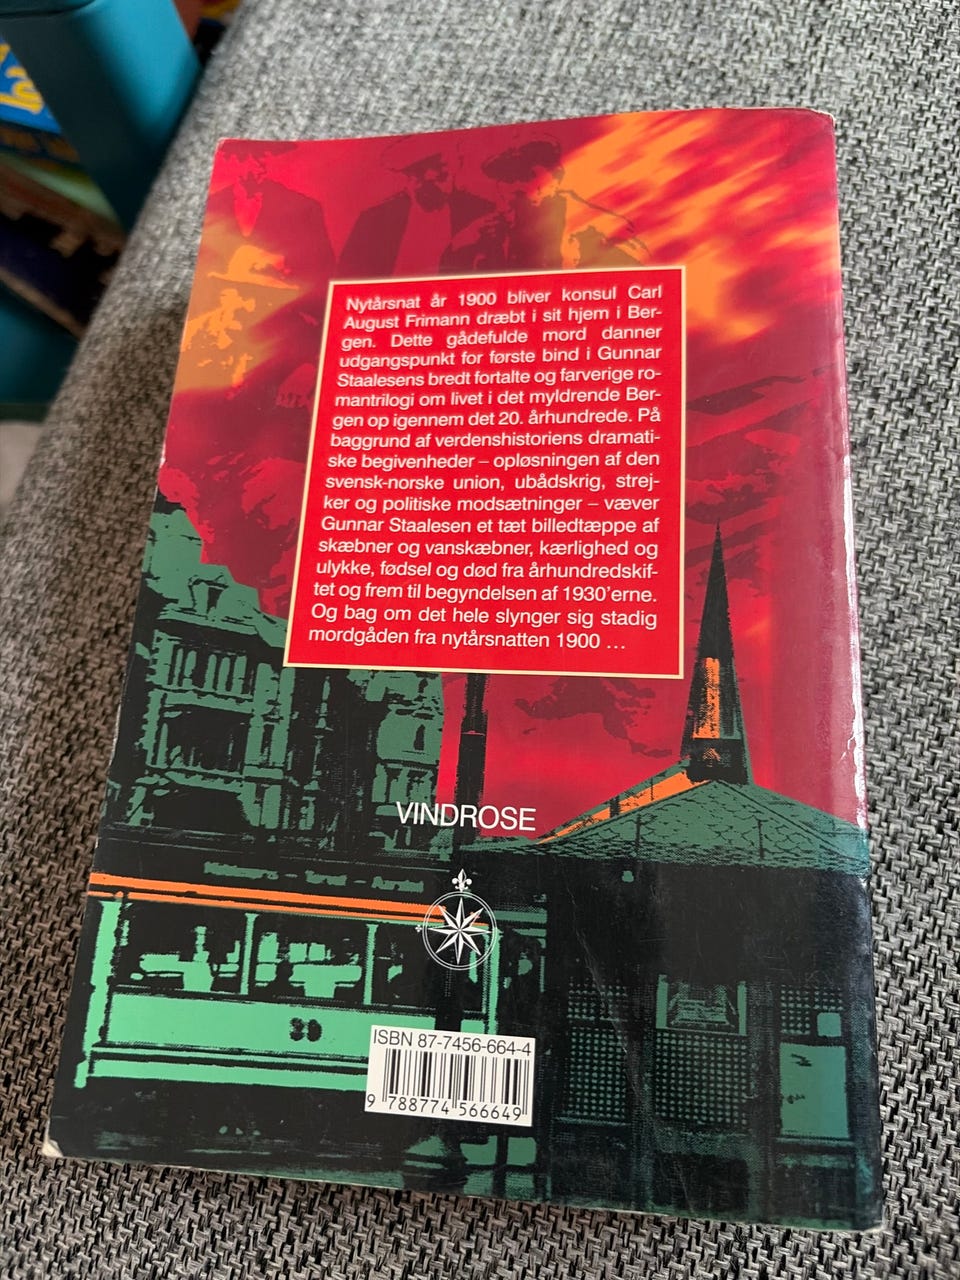 Nytårsnat år 1900 bliver konsul Carl
August Frimann dræbt i sit hjem i Ber-
gen. Dette gådefulde mord danner
udgangspunkt for første bind i Gunnar
Staalesens bredt fortalte og farverige ro-
mantrilogi om livet i det myldrende Ber-
gen op igennem det 20. århundrede. På
baggrund af verdenshistoriens dramati-
ske begivenheder – opløsningen af den
svensk-norske union, ubådskrig, strej-
ker og politiske modsætninger – væver
Gunnar Staalesen et tæt billedtæppe af
skæbner og vanskæbner, kærlighed og
ulykke, fødsel og død fra århundredskif-
tet og frem til begyndelsen af 1930'erne.
Og bag om det hele slynger sig stadig
mordgåden fra nytårsnatten 1900 ...
VINDROSE
ISBN 87-7456-664-4
9 788774 566649